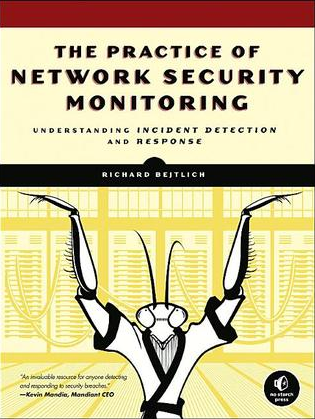 THE PRACTICE OF
NETWORK SECURITY
MONITORING
UNDERSTANDING INCIDENT DETECTION
AND RESPONSE
RICHARD BEJTLICH
"An invaluable resource for anyone detecting
and responding to security breaches."
—Kevin Mandia, Mandiant CEO
no starch
press